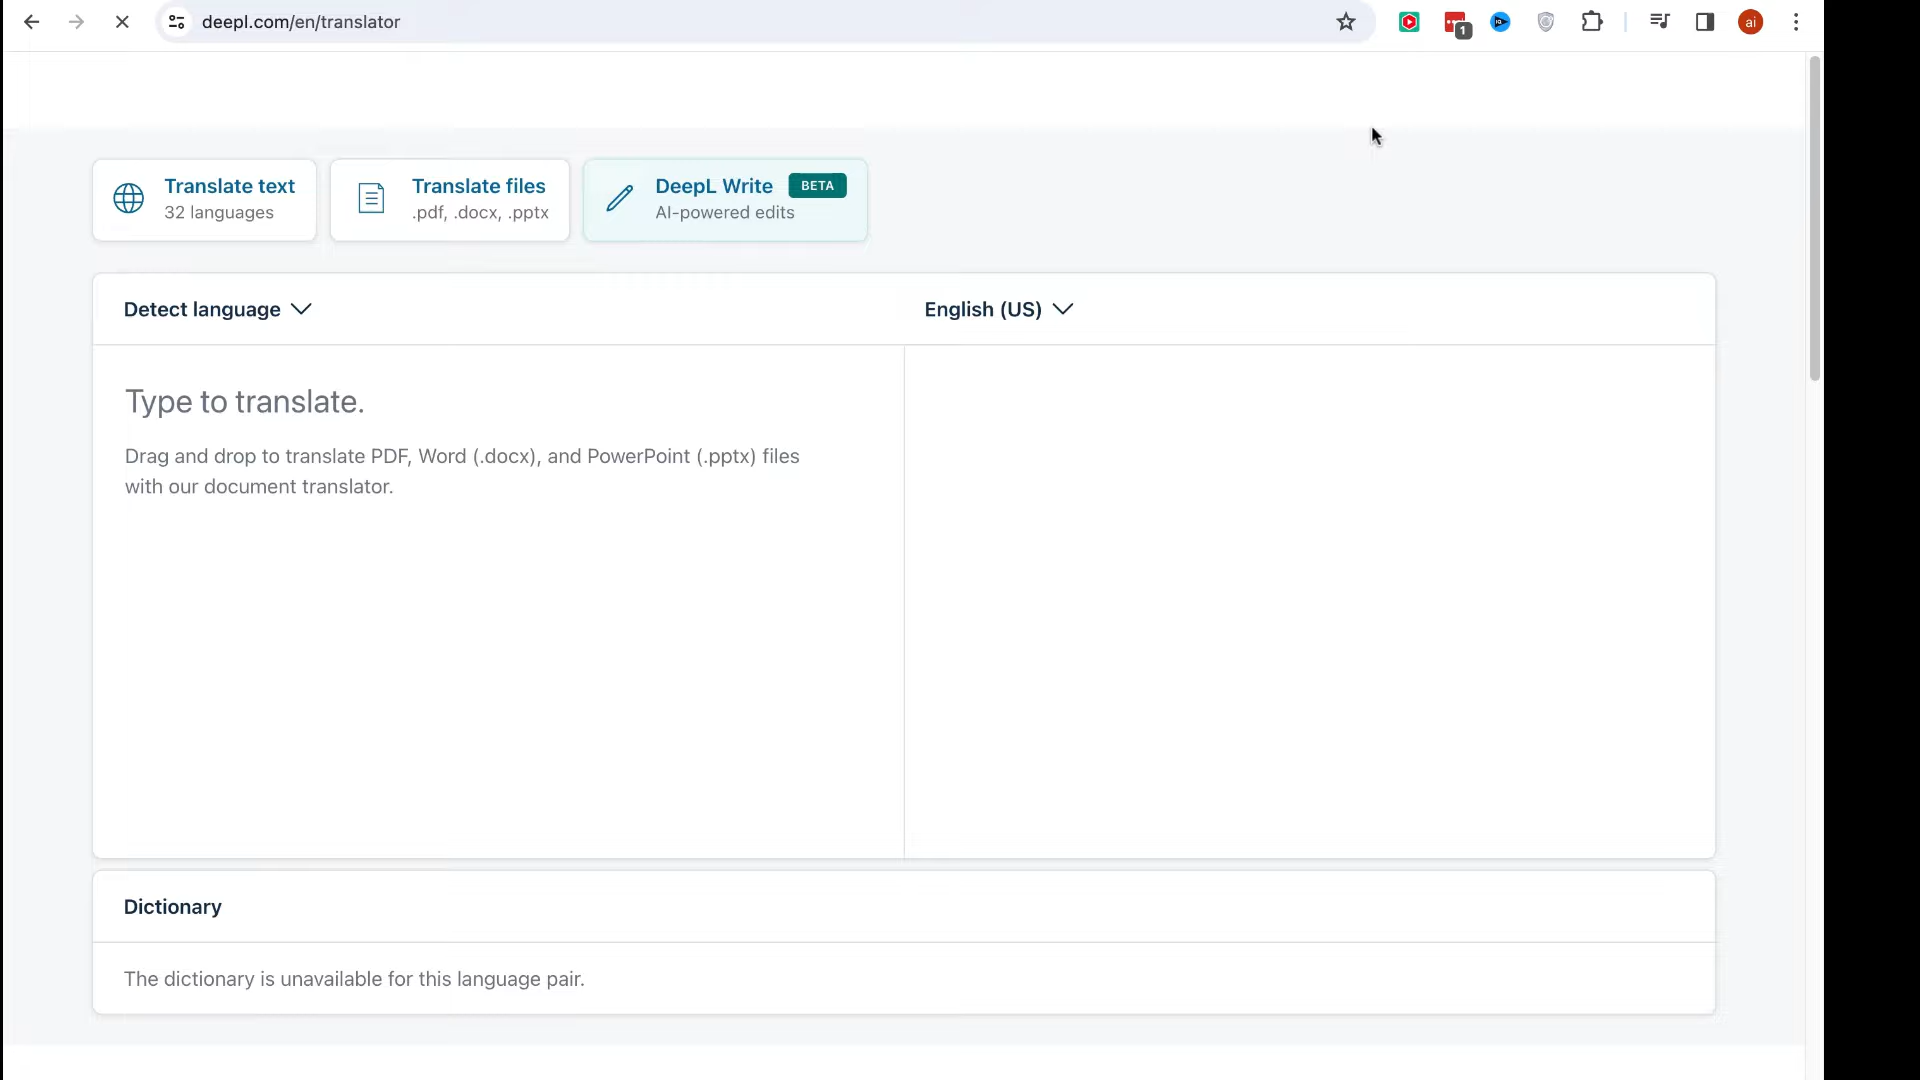 deepl.com/en/translator
1
ai
Translate text
32 languages
Translate files
.pdf, .docx, .pptx
DeepL Write BETA
AI-powered edits
Detect language
English (US)
Type to translate.
Drag and drop to translate PDF, Word (.docx), and PowerPoint (.pptx) files
with our document translator.
Dictionary
The dictionary is unavailable for this language pair.